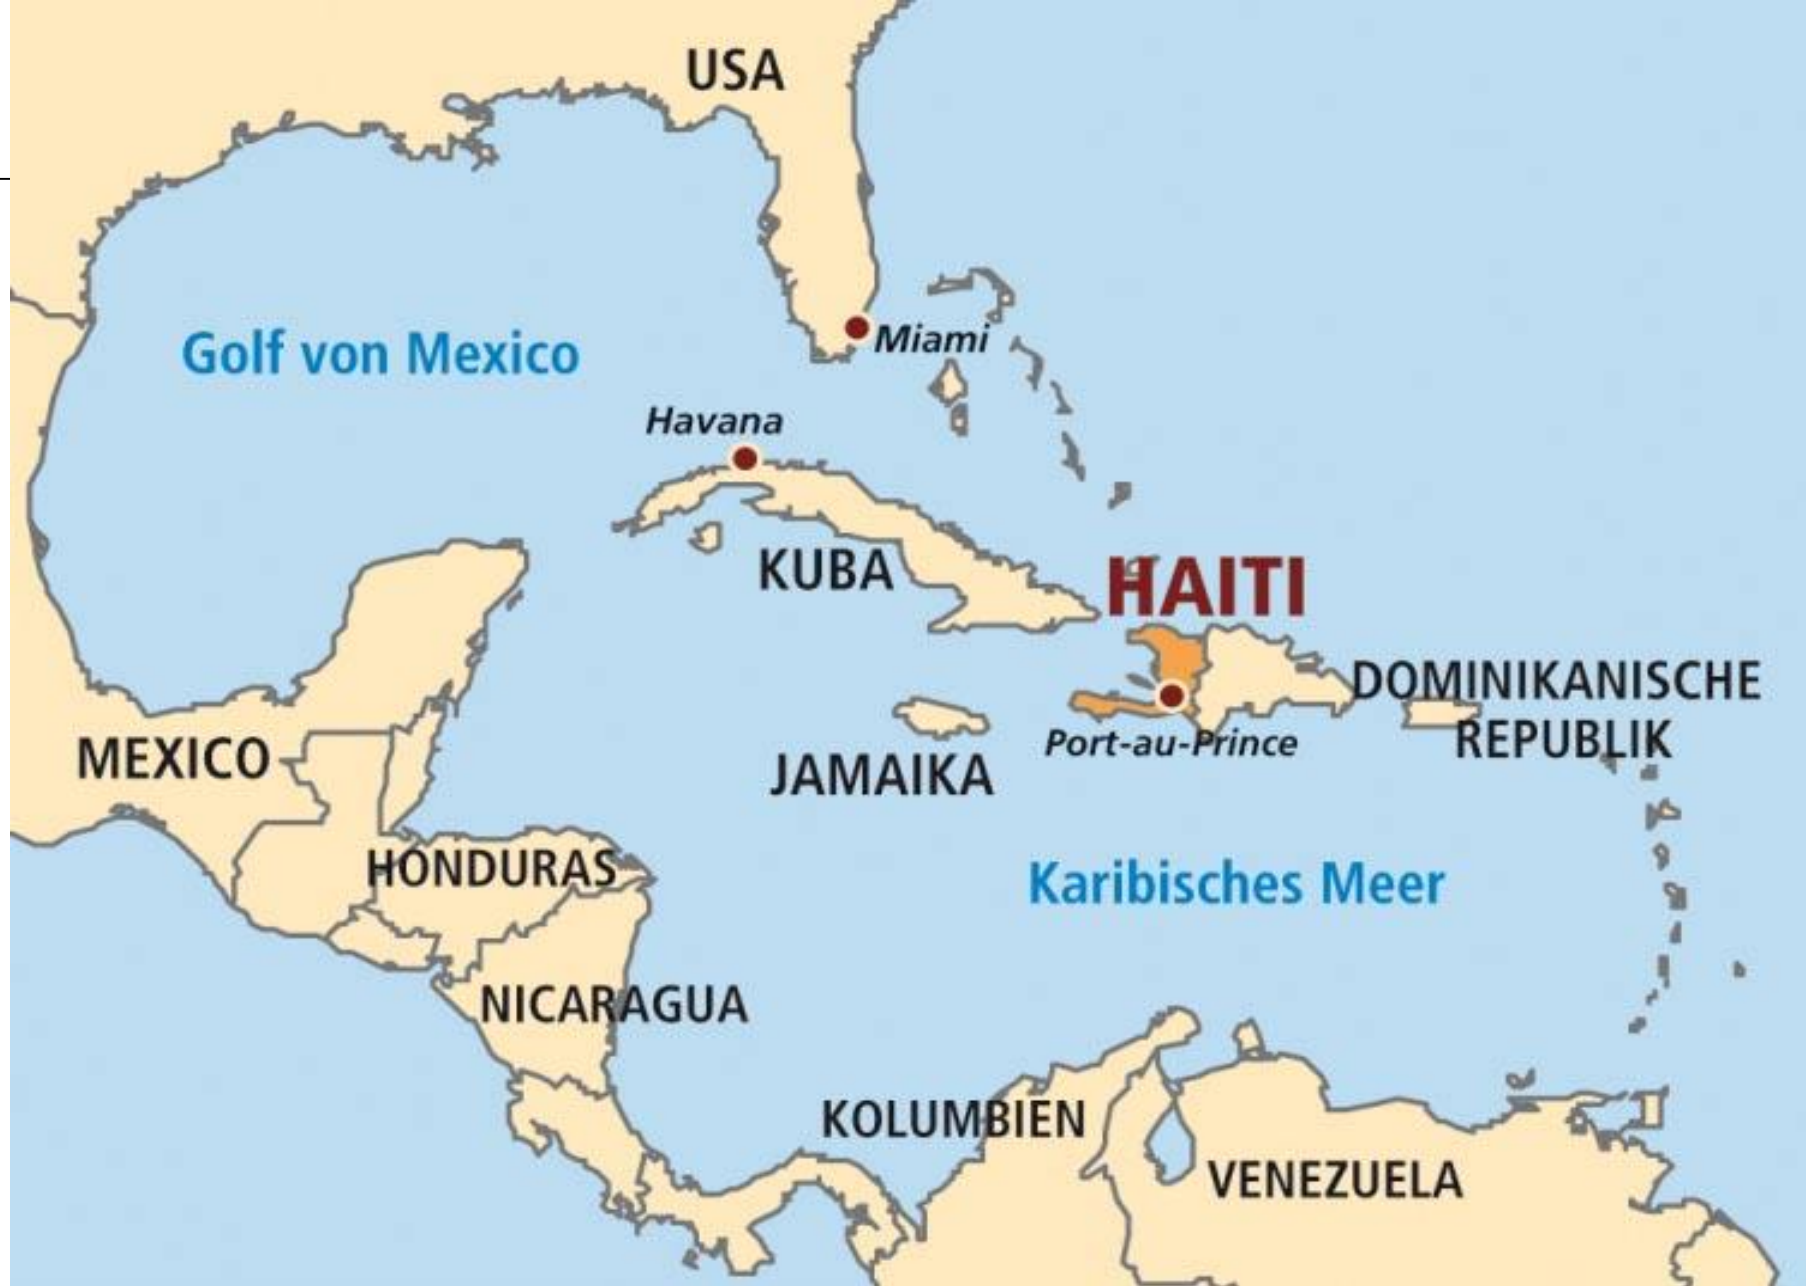 USA
Golf von Mexico
Miami
Havana
KUBA
HAITI
DOMINIKANISCHE
REPUBLIK
Port-au-Prince
MEXICO
JAMAIKA
HONDURAS
Karibisches Meer
NICARAGUA
KOLUMBIEN
VENEZUELA